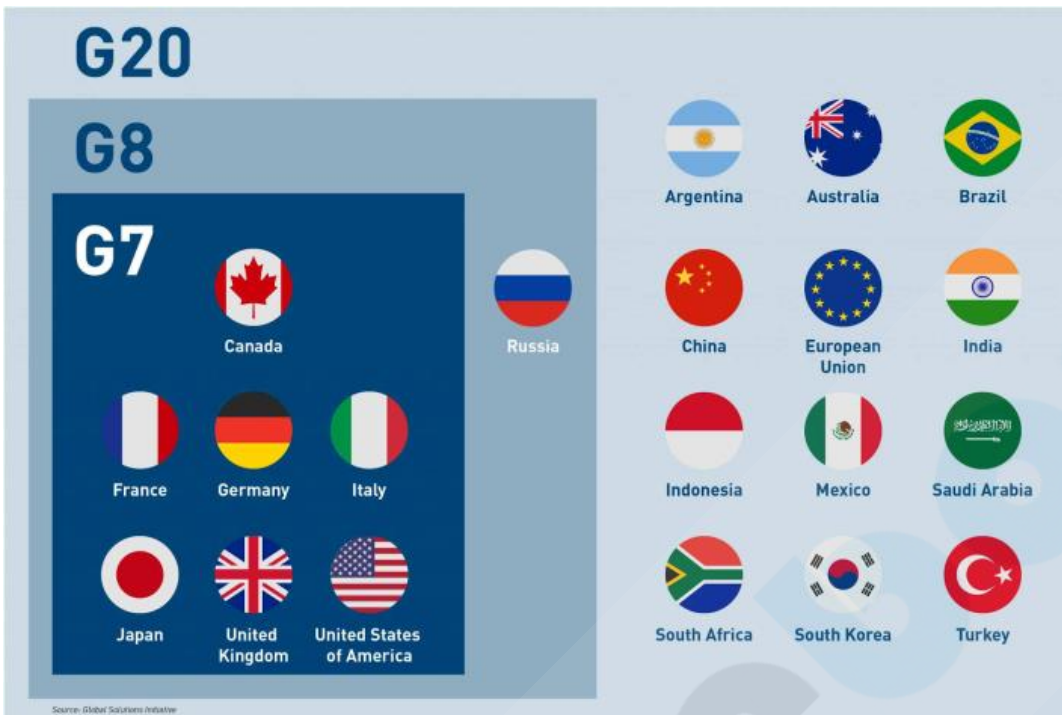 G20
G8
G7
Canada
France
Germany
Italy
Japan
United
Kingdom
United States
of America
Russia
Argentina
Australia
Brazil
China
European
Union
India
Indonesia
Mexico
Saudi Arabia
South Africa
South Korea
Turkey
Source: Global Solutions Initiative